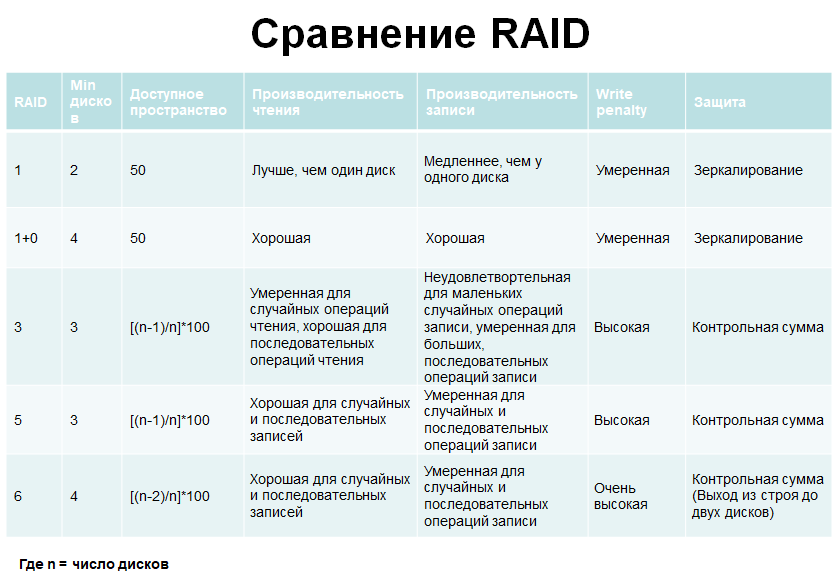 Сравнение RAID
RAID
Min
диско
в
Доступное
пространство
Производительность
чтения
Производительность
записи
Write
penalty
Защита
1
2
50
Лучше, чем один диск
Медленнее, чем у
одного диска
Умеренная
Зеркалирование
1+0
4
50
Хорошая
Хорошая
Умеренная
Зеркалирование
3
3
[(n-1)/n]*100
Умеренная для
случайных операций
чтения, хорошая для
последовательных
операций чтения
Неудовлетвортельная
для маленьких
случайных операций
записи, умеренная для
больших,
последовательных
операций записи
Высокая
Контрольная сумма
5
3
[(n-1)/n]*100
Хорошая для случайных
и последовательных
записей
Умеренная для
случайных и
последовательных
операций записи
Высокая
Контрольная сумма
6
4
[(n-2)/n]*100
Хорошая для случайных
и последовательных
записей
Умеренная для
случайных и
последовательных
операций записи
Очень
высокая
Контрольная сумма
(Выход из строя до
двух дисков)
Где n = число дисков